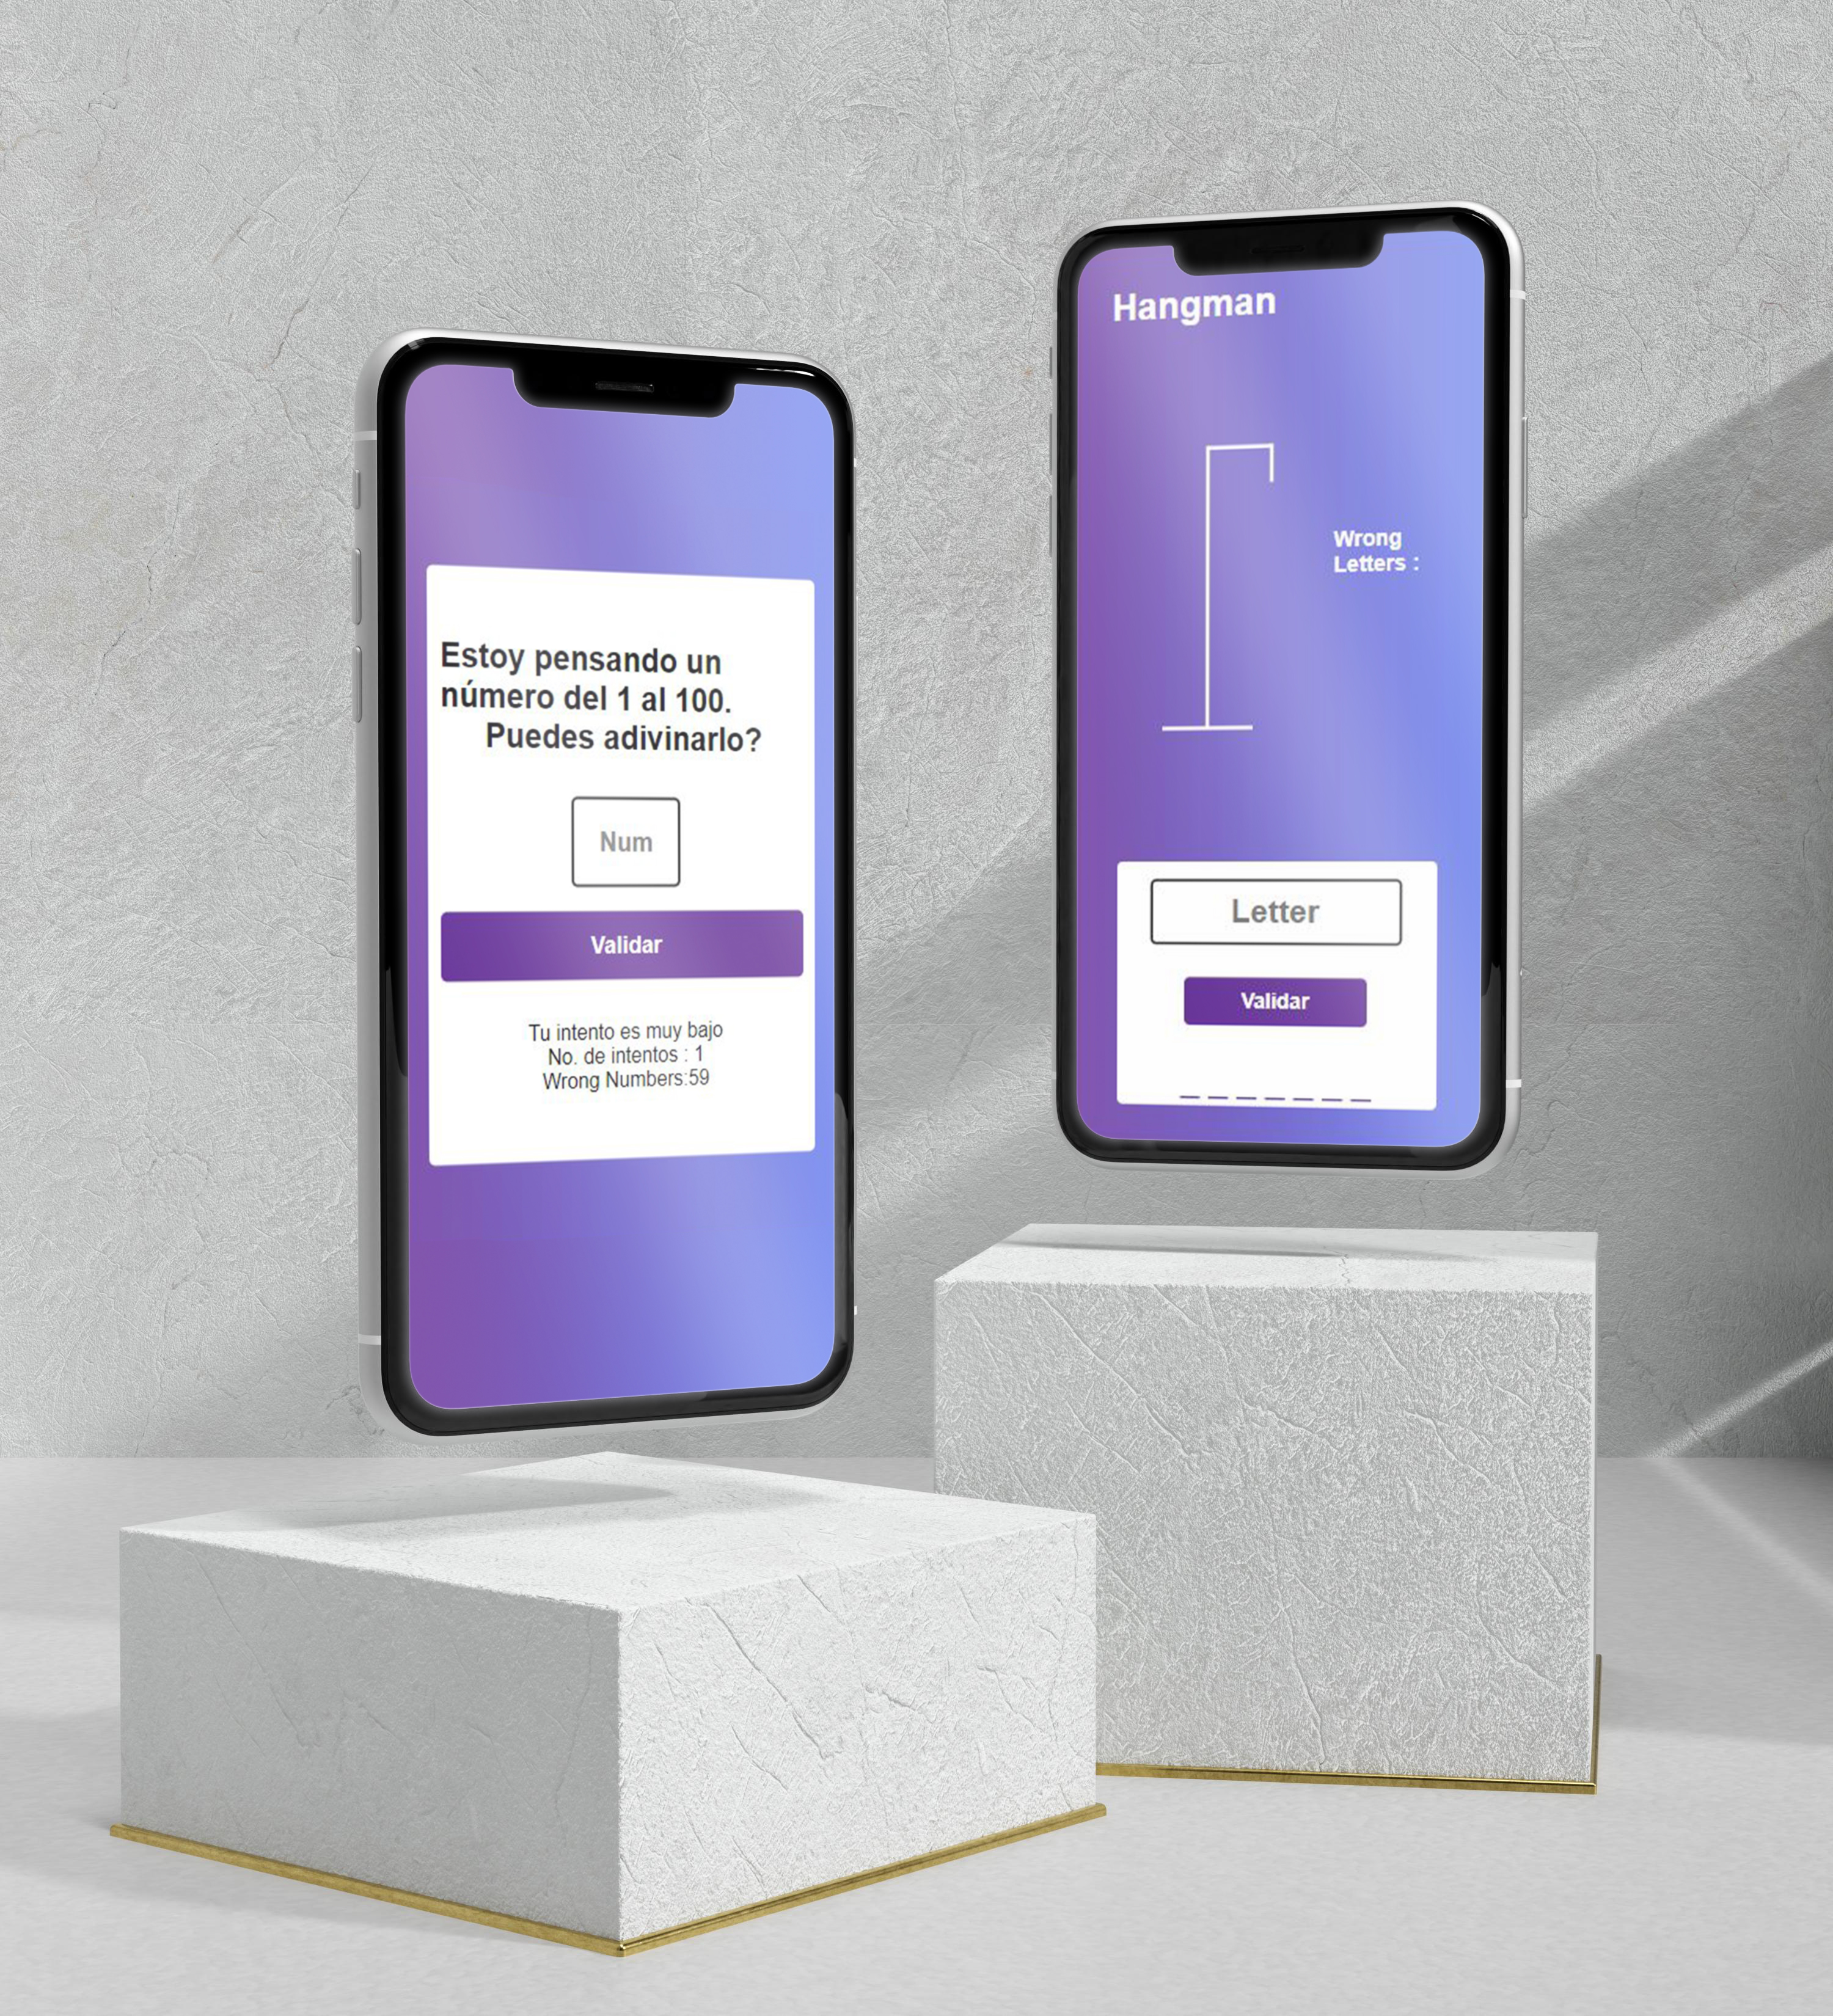 Estoy pensando un
número del 1 al 100.
Puedes adivinarlo?
Num
Validar
Tu intento es muy bajo
No. de intentos : 1
Wrong Numbers:59
Hangman
Wrong
Letters :
Letter
Validar
_ _ _ _ _ _ _